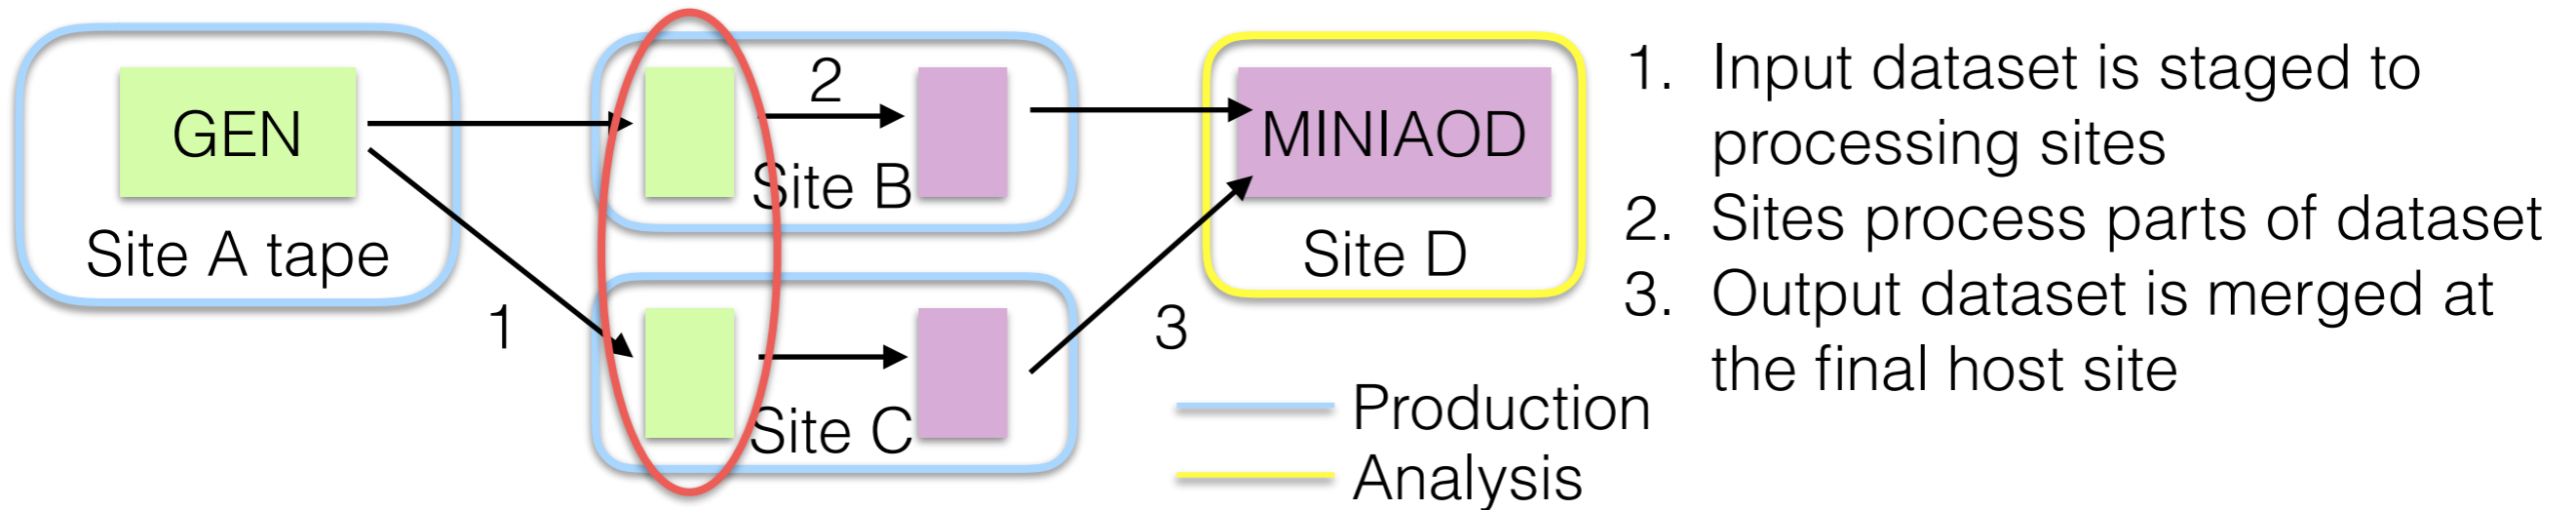 GEN
Site A tape
1
2
Site B
Site C
3
MINIAOD
Site D
Production
Analysis
1. Input dataset is staged to
processing sites
2. Sites process parts of dataset
3. Output dataset is merged at
the final host site